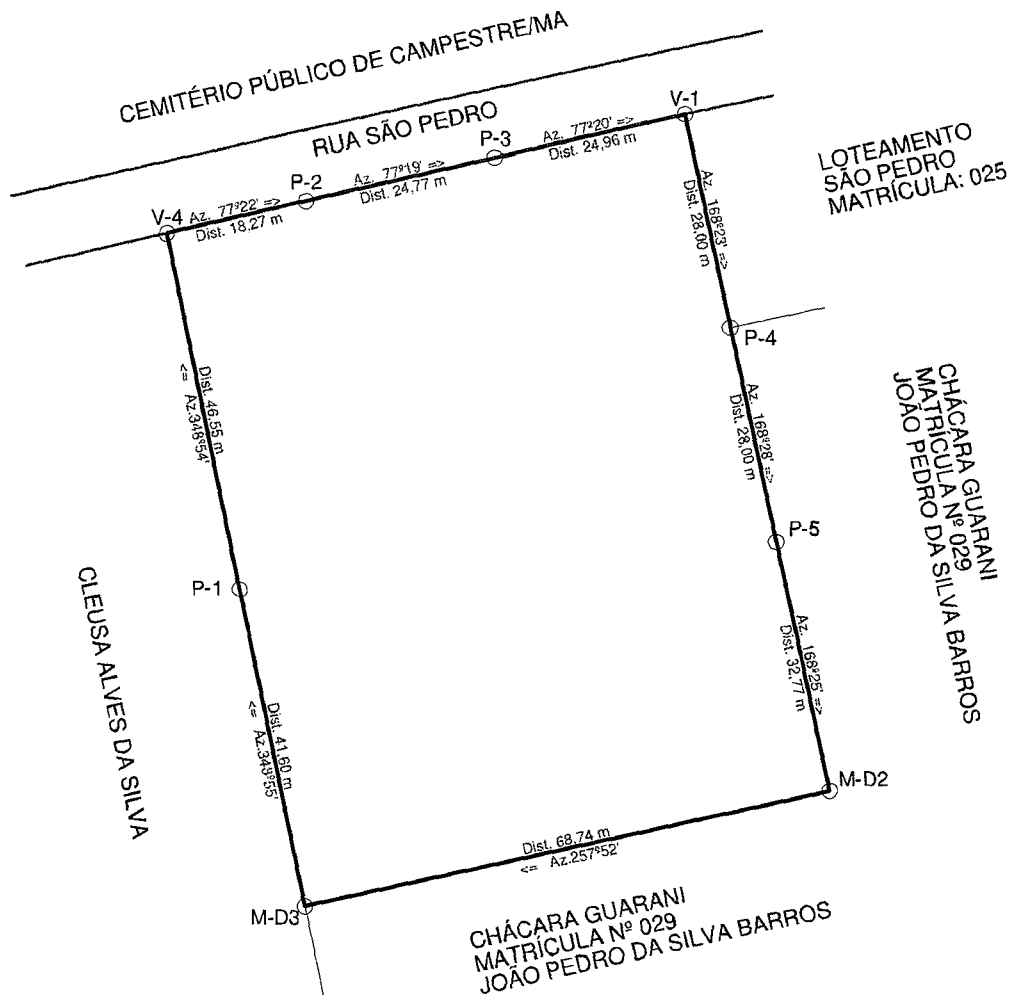 CEMITÉRIO PÚBLICO DE CAMPESTRE/MA
RUA SÃO PEDRO
V-1
P-3
Az. 77º20' =>
Dist. 24,96 m
P-2
Az. 77º19' =>
Dist. 24,77 m
V-4
Az. 77º22' =>
Dist. 18,27 m
LOTEAMENTO
SÃO PEDRO
MATRÍCULA: 025
Az. 168º23' =>
Dist. 28,00 m
P-4
Az. 168º28' =>
Dist. 28,00 m
CHÁCARA GUARANI
MATRÍCULA Nº 029
JOÃO PEDRO DA SILVA BARROS
Dist. 46,55 m
<= Az.348º54'
P-5
P-1
Az. 168º25' =>
Dist. 32,77 m
CLEUSA ALVES DA SILVA
Dist. 41,60 m
<= Az.348º55'
M-D2
Dist. 68,74 m
<= Az.257º52'
M-D3
CHÁCARA GUARANI
MATRÍCULA Nº 029
JOÃO PEDRO DA SILVA BARROS